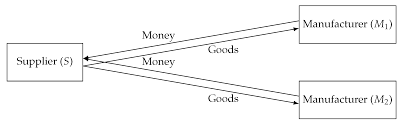 Manufacturer (M₁)
Money
Goods
Supplier (S)
Money
Goods
Manufacturer (M₂)